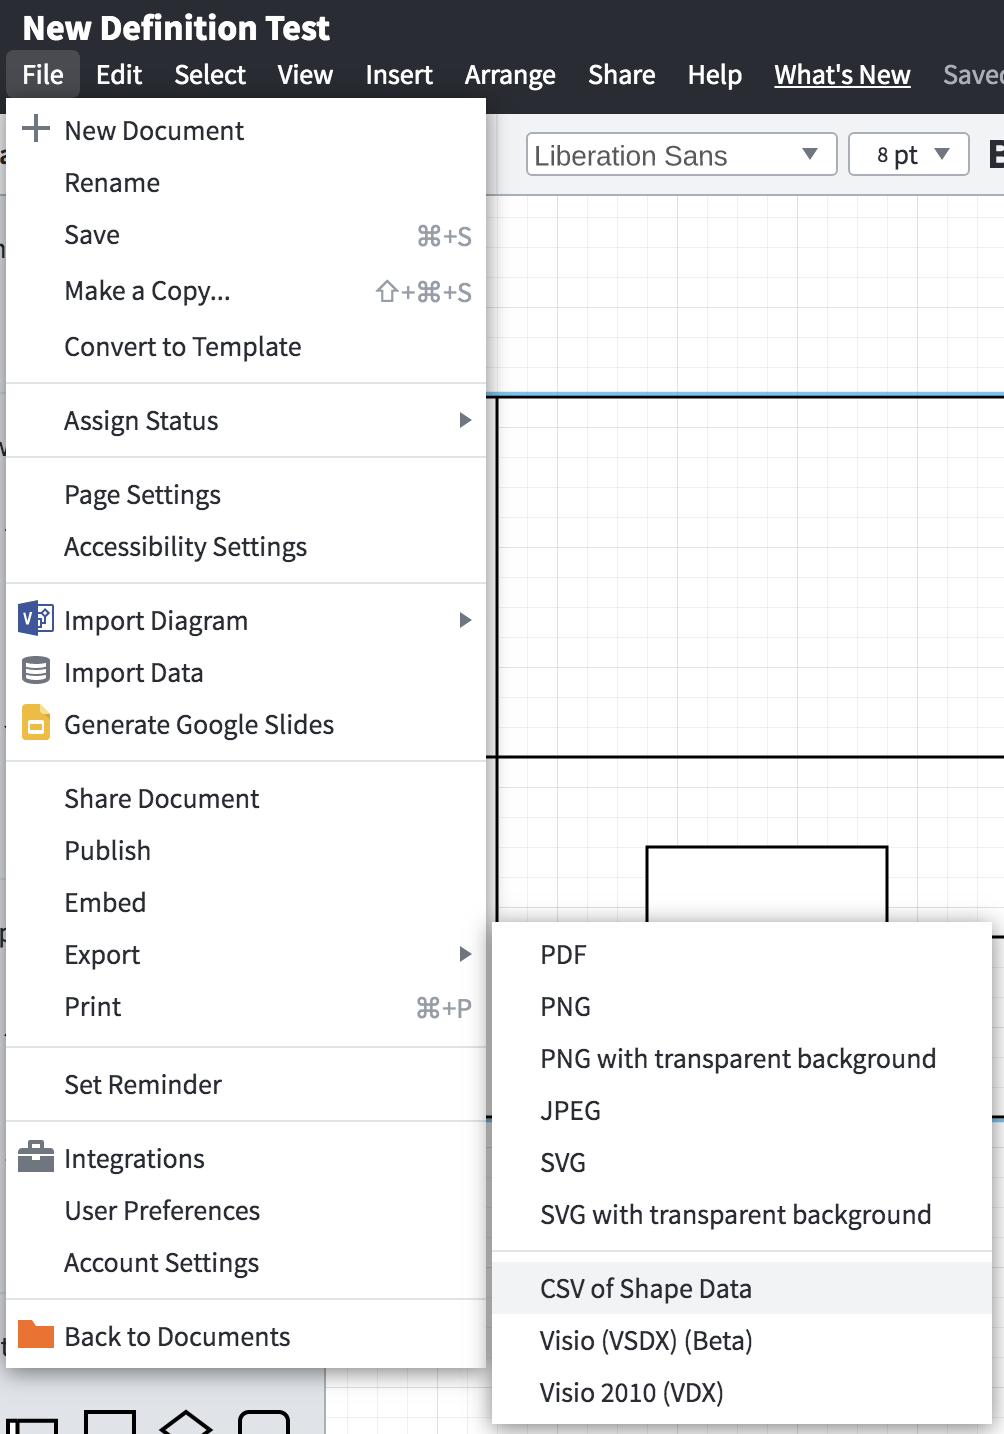 New Definition Test
File Edit Select View Insert Arrange Share Help What's New Saved
Liberation Sans 8 pt B
New Document
Rename
Save ⌘+S
Make a Copy... ⇧+⌘+S
Convert to Template
Assign Status
Page Settings
Accessibility Settings
Import Diagram
Import Data
Generate Google Slides
Share Document
Publish
Embed
Export
Print ⌘+P
Set Reminder
Integrations
User Preferences
Account Settings
Back to Documents
PDF
PNG
PNG with transparent background
JPEG
SVG
SVG with transparent background
CSV of Shape Data
Visio (VSDX) (Beta)
Visio 2010 (VDX)